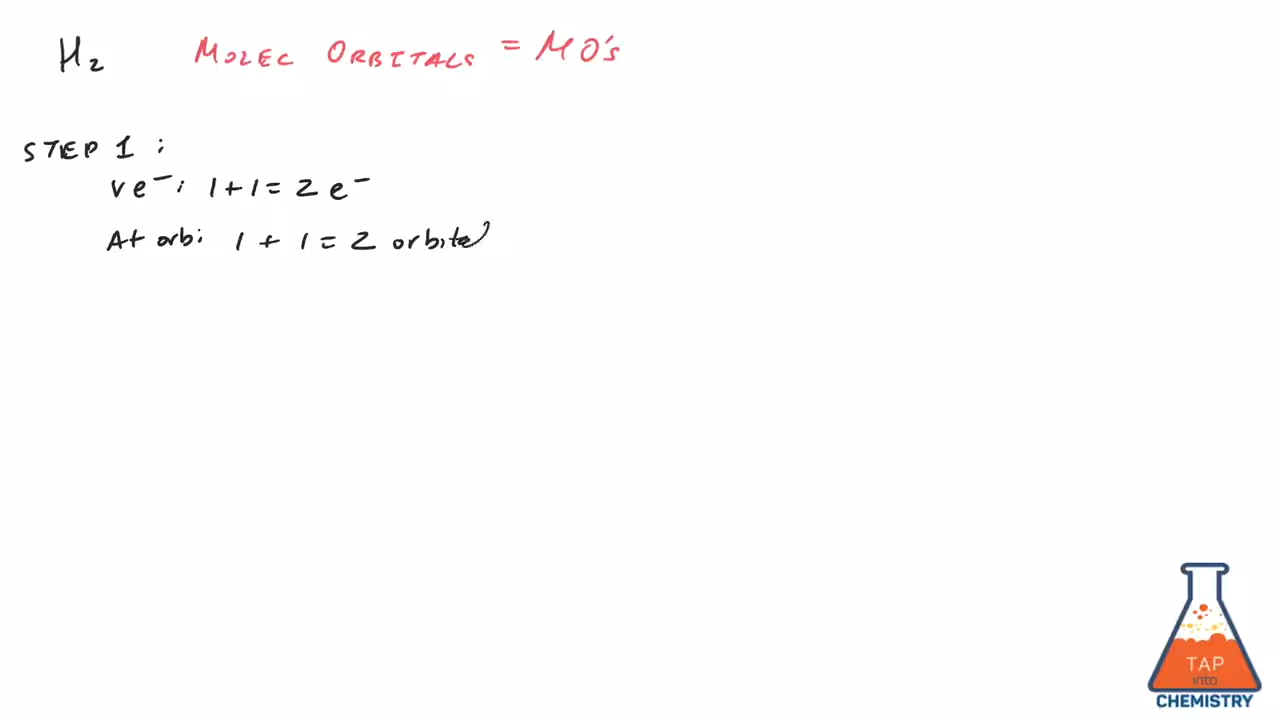 H₂ MOLEC ORBITALS = MO's
STEP 1:
ve⁻: 1+1=2 e⁻
At orb: 1 + 1 = 2 orbital
TAP
into
CHEMISTRY